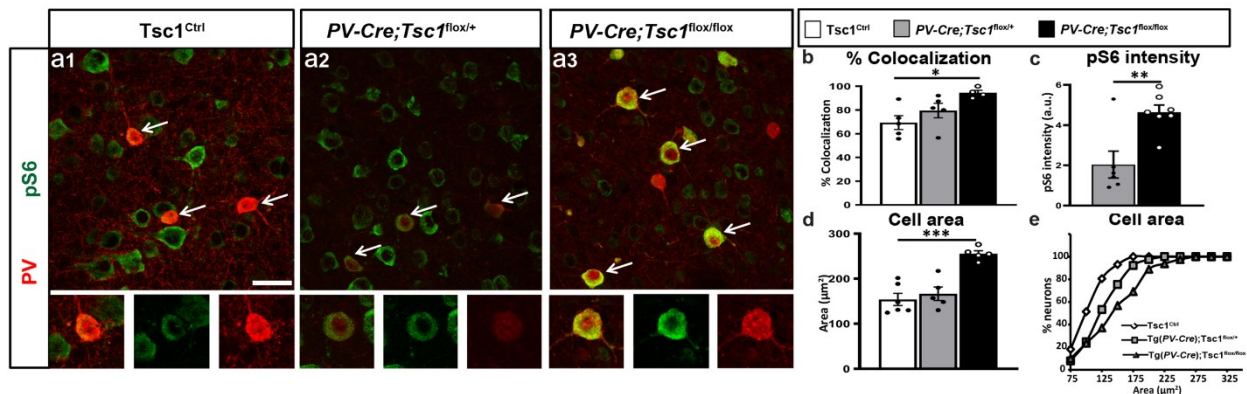 Tsc1Ctrl
PV-Cre;Tsc1flox/+
PV-Cre;Tsc1flox/flox
pS6
PV
a1
a2
a3
Tsc1Ctrl
PV-Cre;Tsc1flox/+
PV-Cre;Tsc1flox/flox
b
% Colocalization
*
100
80
60
40
20
0
% Colocalization
c
pS6 intensity
**
6
4
2
0
pS6 intensity (a.u.)
d
Cell area
***
300
200
100
0
Area (µm²)
e
Cell area
100
80
60
40
20
0
% neurons
Tsc1Ctrl
Tg(PV-Cre);Tsc1flox/+
Tg(PV-Cre);Tsc1flox/flox
75 125 175 225 275 325
Area (µm²)